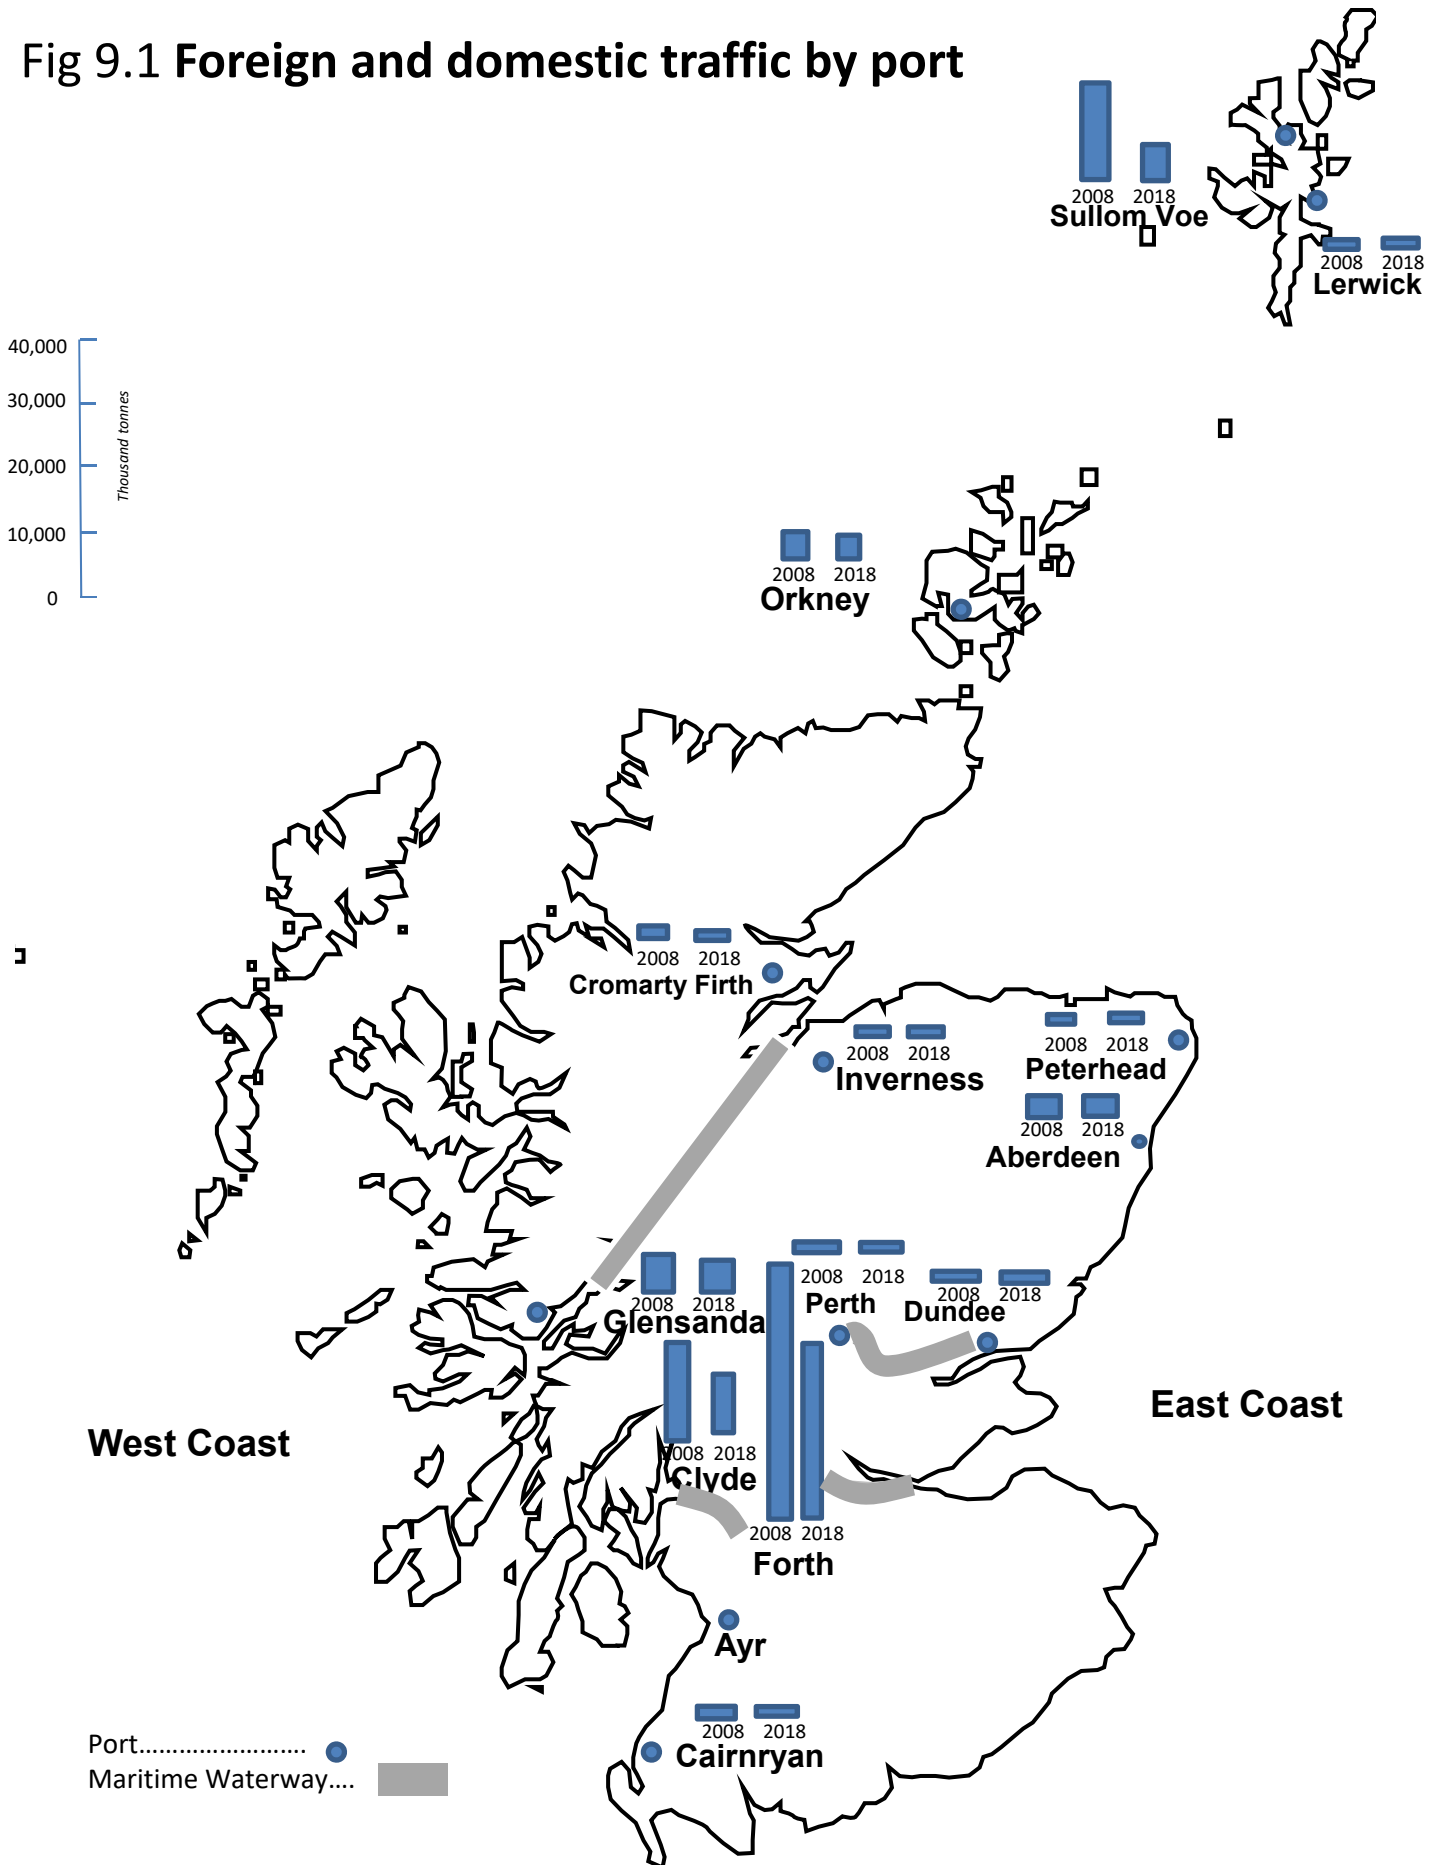 Fig 9.1 Foreign and domestic traffic by port
2008 2018
Sullom Voe
2008 2018
Lerwick
40,000
30,000
20,000
10,000
0
Thousand tonnes
2008 2018
Orkney
2008 2018
Cromarty Firth
2008 2018
Inverness
2008 2018
Peterhead
2008 2018
Aberdeen
2008 2018
Glensanda
2008 2018
Perth
2008 2018
Dundee
West Coast
East Coast
2008 2018
Clyde
2008 2018
Forth
Ayr
2008 2018
Cairnryan
Port.........................
Maritime Waterway....